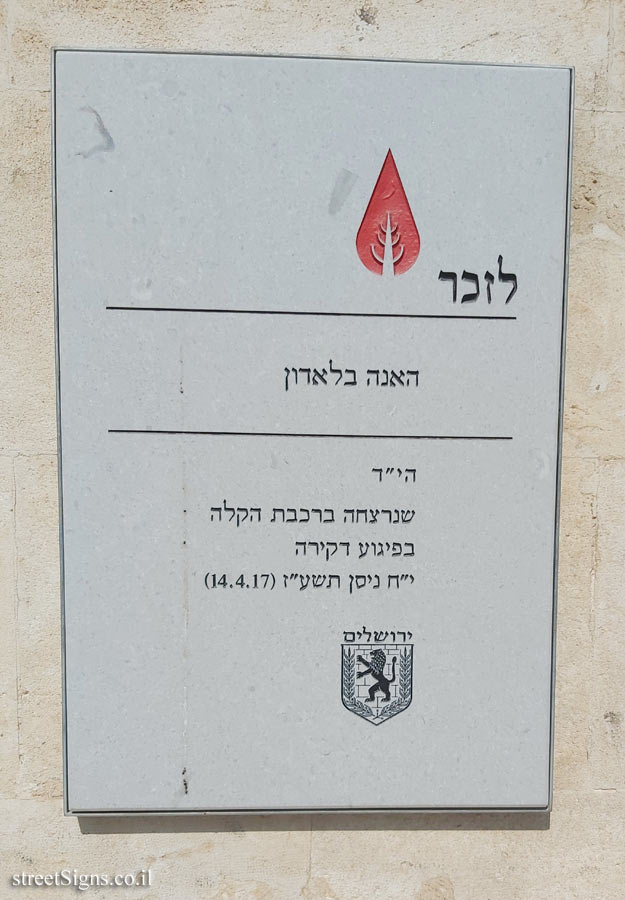 לזכר
האנה בלאדון
הי״ד
שנרצחה ברכבת הקלה
בפיגוע דקירה
י״ח ניסן תשע״ז (14.4.17)
ירושלים
streetSigns.co.il